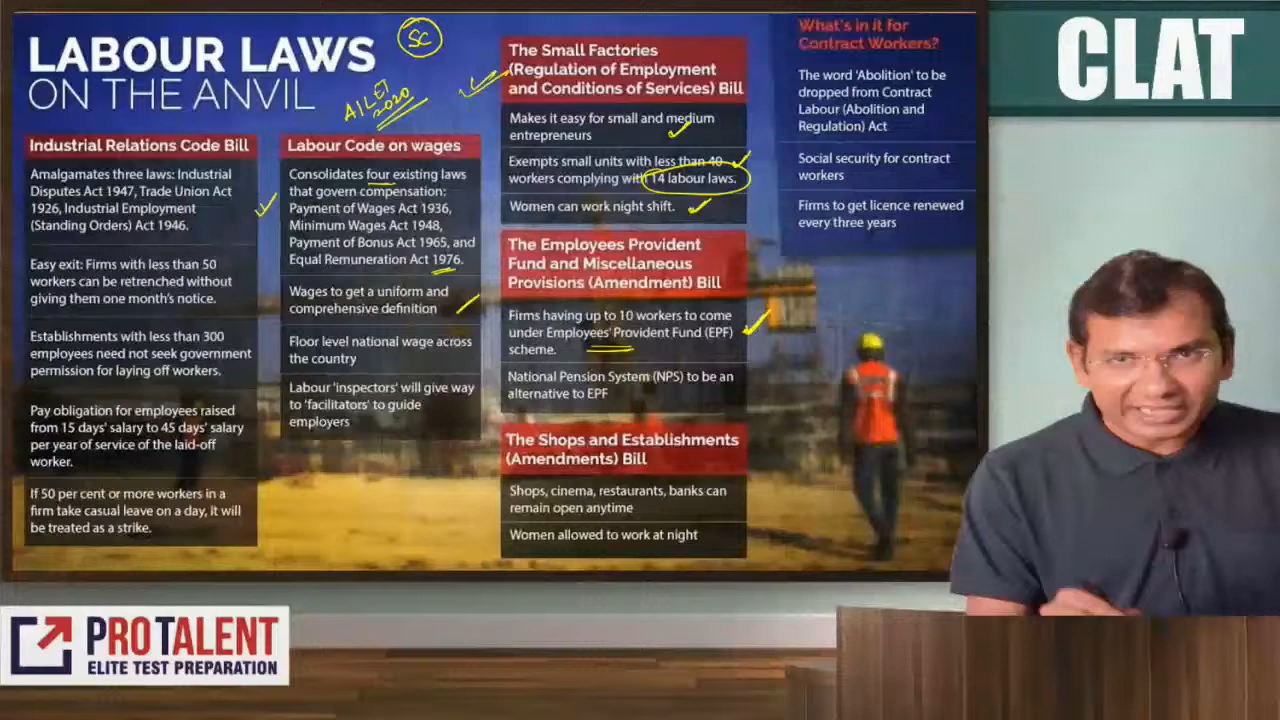 LABOUR LAWS
ON THE ANVIL
SC
AILET
2020
Industrial Relations Code Bill
Amalgamates three laws: Industrial
Disputes Act 1947, Trade Union Act
1926, Industrial Employment
(Standing Orders) Act 1946.
Easy exit: Firms with less than 50
workers can be retrenched without
giving them one month's notice.
Establishments with less than 300
employees need not seek government
permission for laying off workers.
Pay obligation for employees raised
from 15 days' salary to 45 days' salary
per year of service of the laid-off
worker.
If 50 per cent or more workers in a
firm take casual leave on a day, it will
be treated as a strike.
Labour Code on wages
Consolidates four existing laws
that govern compensation:
Payment of Wages Act 1936,
Minimum Wages Act 1948,
Payment of Bonus Act 1965, and
Equal Remuneration Act 1976.
Wages to get a uniform and
comprehensive definition
Floor level national wage across
the country
Labour 'inspectors' will give way
to 'facilitators' to guide
employers
The Small Factories
(Regulation of Employment
and Conditions of Services) Bill
Makes it easy for small and medium
entrepreneurs
Exempts small units with less than 40
workers complying with 14 labour laws.
Women can work night shift.
The Employees Provident
Fund and Miscellaneous
Provisions (Amendment) Bill
Firms having up to 10 workers to come
under Employees' Provident Fund (EPF)
scheme.
National Pension System (NPS) to be an
alternative to EPF
The Shops and Establishments
(Amendments) Bill
Shops, cinema, restaurants, banks can
remain open anytime
Women allowed to work at night
What's in it for
Contract Workers?
The word 'Abolition' to be
dropped from Contract
Labour (Abolition and
Regulation) Act
Social security for contract
workers
Firms to get licence renewed
every three years
CLAT
PROTALENT
ELITE TEST PREPARATION